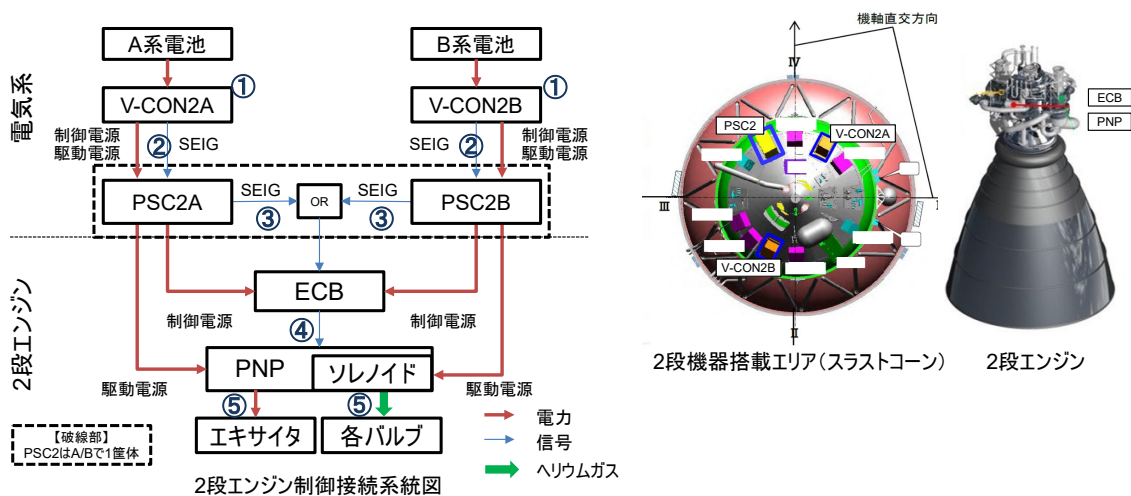 A系電池
B系電池
①
①
V-CON2A
V-CON2B
電気系
制御電源
駆動電源
②
SEIG
SEIG
②
制御電源
駆動電源
PSC2A
SEIG
③
OR
SEIG
③
PSC2B
2段エンジン
ECB
制御電源
④
制御電源
PNP
ソレノイド
駆動電源
⑤
⑤
駆動電源
エキサイタ
各バルブ
【破線部】
PSC2はA/Bで1筐体
電力
信号
ヘリウムガス
2段エンジン制御接続系統図
機軸直交方向
Ⅳ
PSC2
V-CON2A
Ⅲ
V-CON2B
Ⅱ
2段機器搭載エリア(スラストコーン)
ECB
PNP
2段エンジン